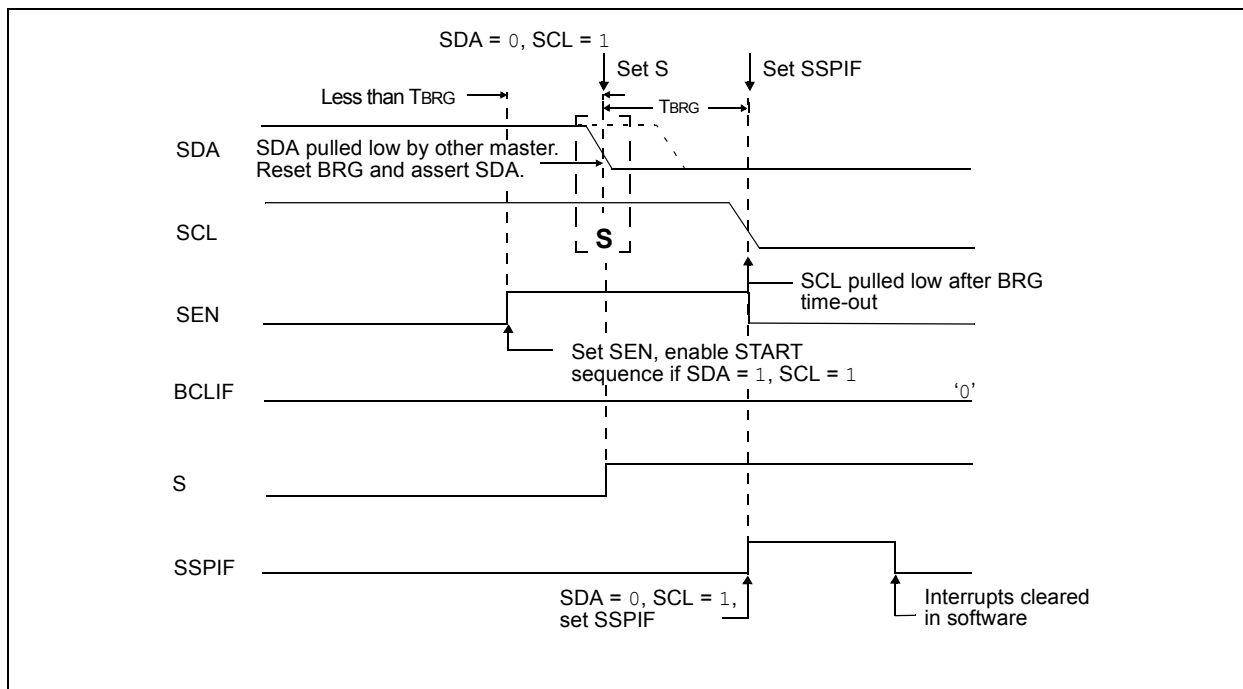 SDA = 0, SCL = 1
Set S
Set SSPIF
Less than TBRG
TBRG
SDA
SDA pulled low by other master.
Reset BRG and assert SDA.
SCL
S
SCL pulled low after BRG
time-out
SEN
Set SEN, enable START
sequence if SDA = 1, SCL = 1
BCLIF
‘0’
S
SSPIF
SDA = 0, SCL = 1,
set SSPIF
Interrupts cleared
in software